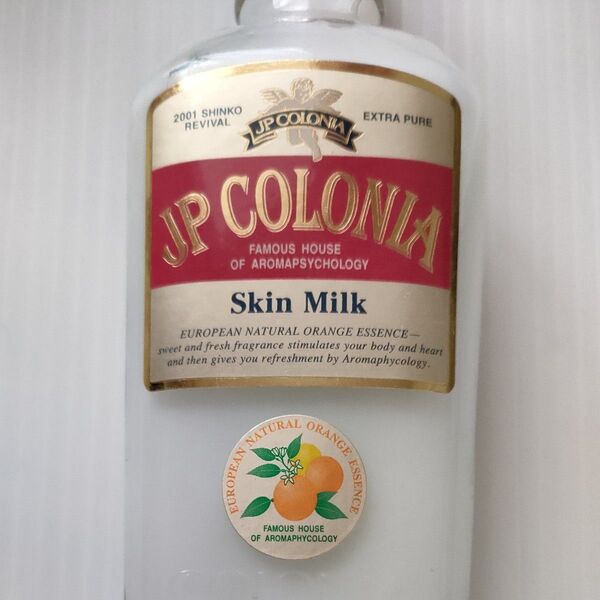 2001 SHINKO
REVIVAL
JP COLONIA
EXTRA PURE
JP COLONIA
FAMOUS HOUSE
OF AROMAPSYCHOLOGY
Skin Milk
EUROPEAN NATURAL ORANGE ESSENCE—
sweet and fresh fragrance stimulates your body and heart
and then gives you refreshment by Aromaphycology.
EUROPEAN NATURAL ORANGE ESSENCE
FAMOUS HOUSE
OF AROMAPHYCOLOGY